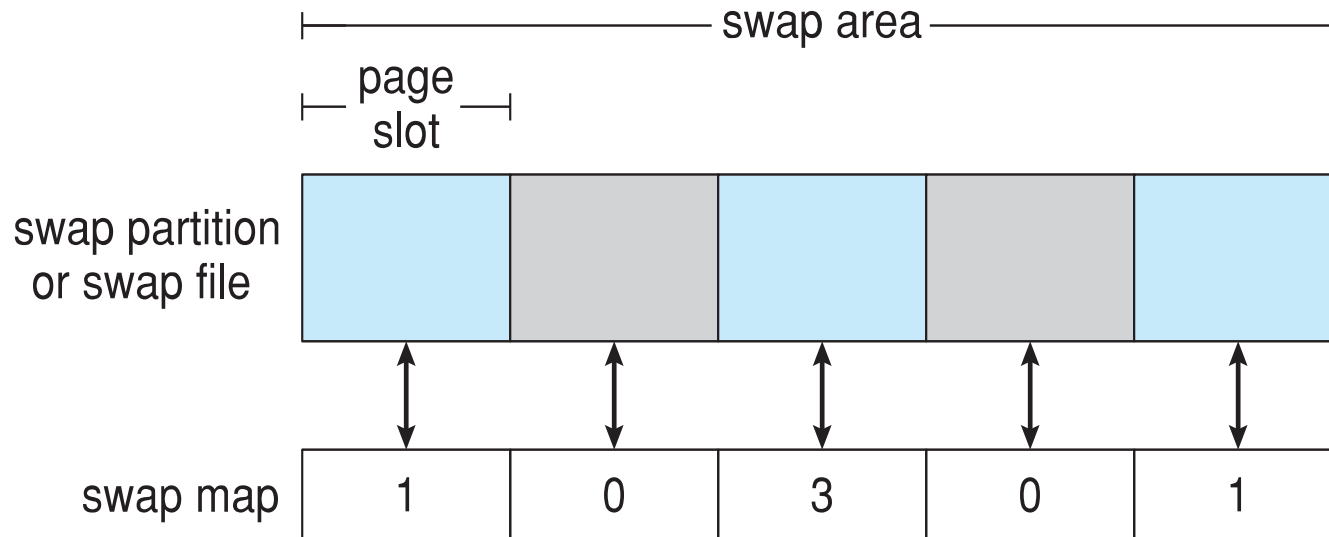 swap area
page
slot
swap partition
or swap file
swap map 1 0 3 0 1